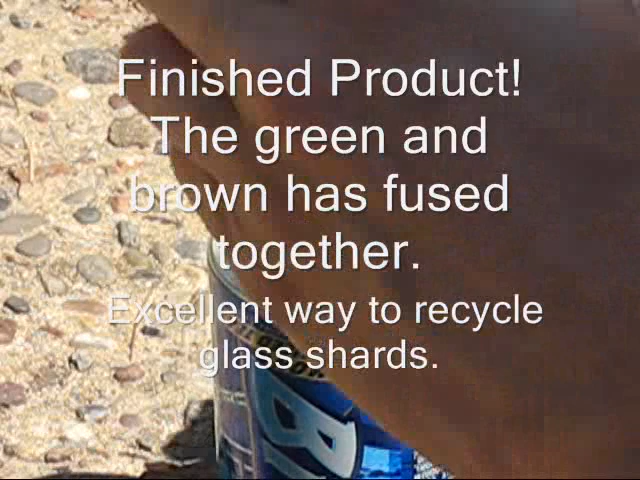 Finished Product!
The green and
brown has fused
together.
Excellent way to recycle
glass shards.